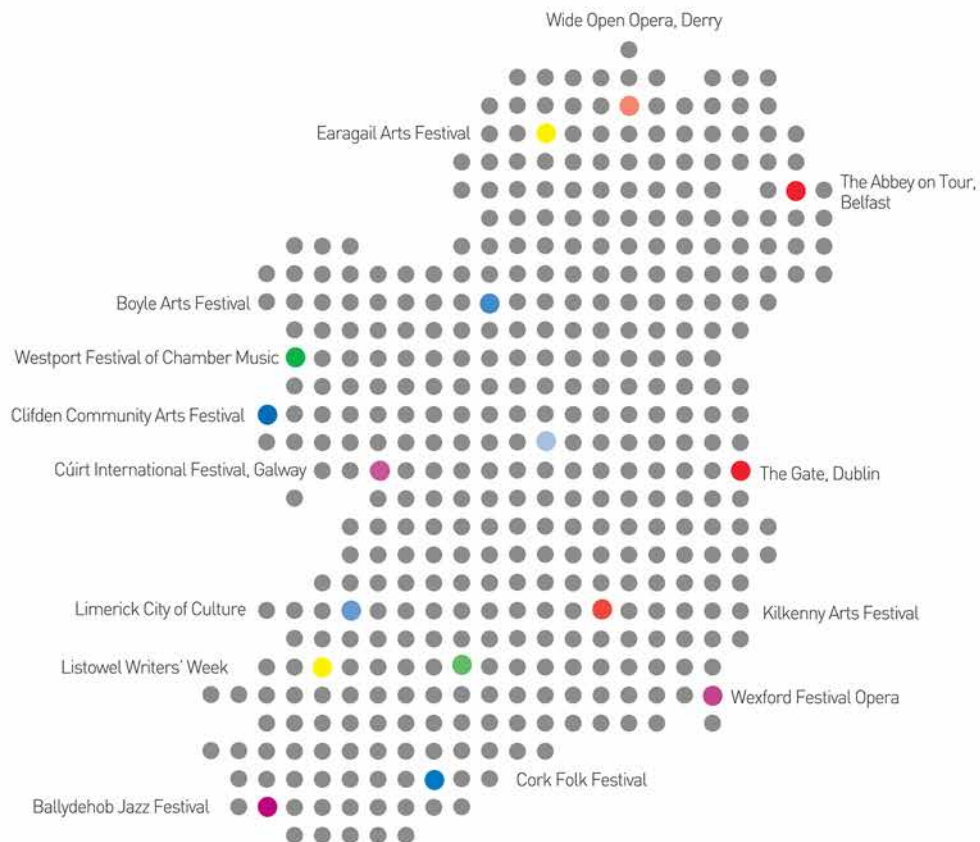 Wide Open Opera, Derry
Earagail Arts Festival
The Abbey on Tour,
Belfast
Boyle Arts Festival
Westport Festival of Chamber Music
Clifden Community Arts Festival
Cúirt International Festival, Galway
The Gate, Dublin
Limerick City of Culture
Kilkenny Arts Festival
Listowel Writers' Week
Wexford Festival Opera
Cork Folk Festival
Ballydehob Jazz Festival